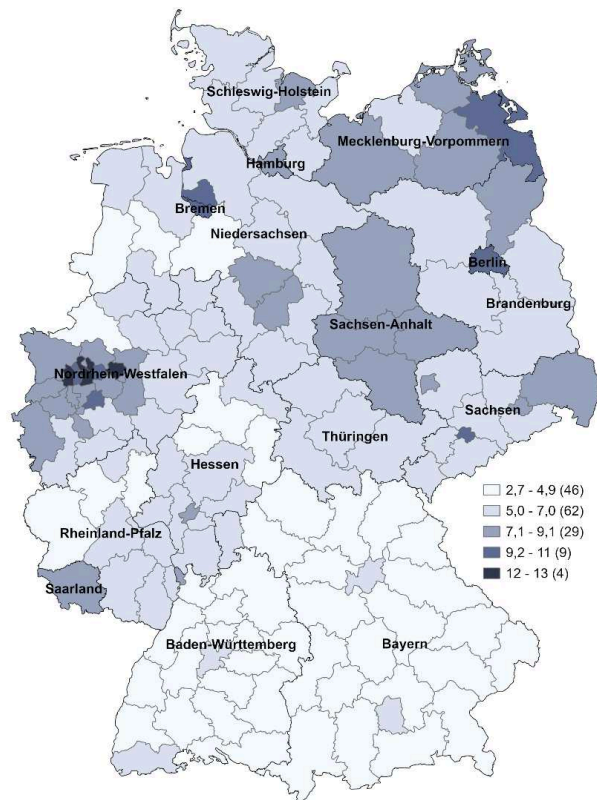 Schleswig-Holstein
Mecklenburg-Vorpommern
Hamburg
Bremen
Niedersachsen
Berlin
Brandenburg
Sachsen-Anhalt
Nordrhein-Westfalen
Sachsen
Thüringen
Hessen
Rheinland-Pfalz
Saarland
Baden-Württemberg
Bayern
2,7 - 4,9 (46)
5,0 - 7,0 (62)
7,1 - 9,1 (29)
9,2 - 11 (9)
12 - 13 (4)